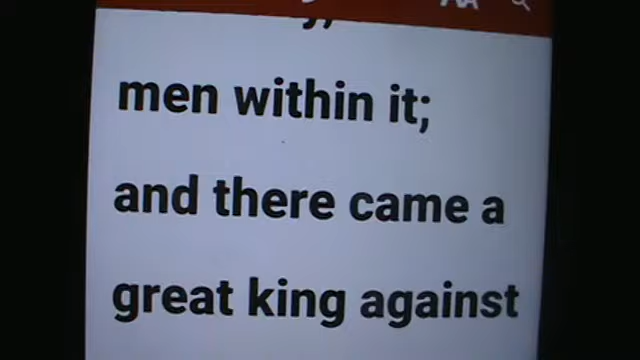 men within it;
and there came a
great king against